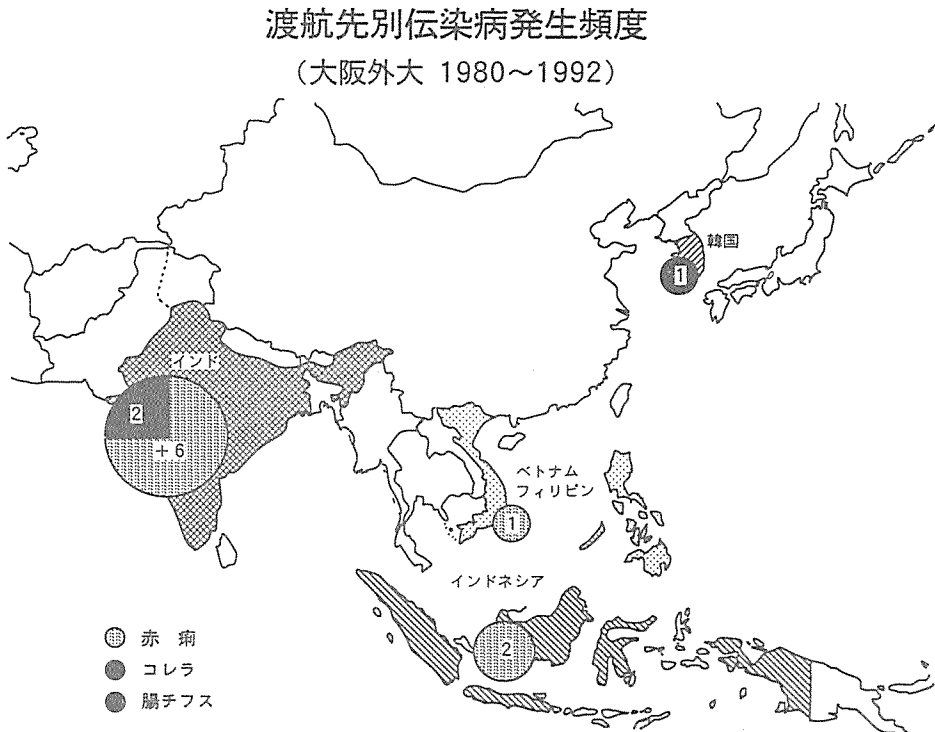 渡航先別伝染病発生頻度
（大阪外大 1980～1992）
韓国
1
インド
2
+6
ベトナム
フィリピン
1
インドネシア
2
赤 痢
コレラ
腸チフス